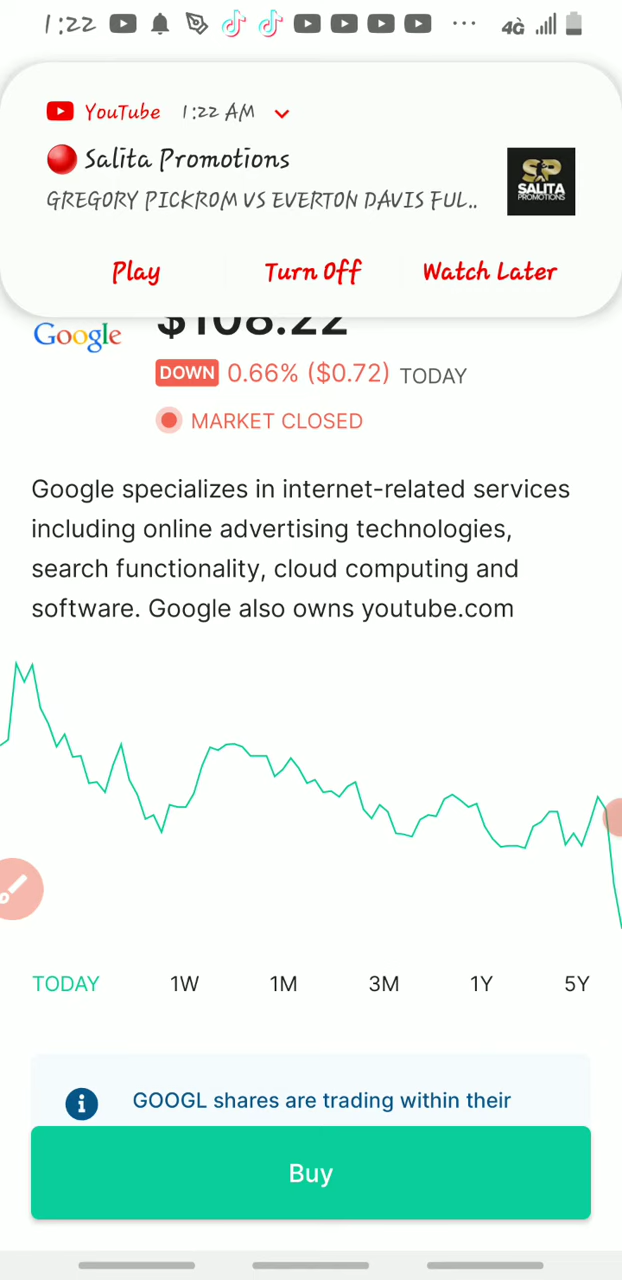 1:22 4G
YouTube 1:22 AM
Salita Promotions
GREGORY PICKROM VS EVERTON DAVIS FUL..
SP
SALITA
PROMOTIONS
Play Turn Off Watch Later
Google $108.22
DOWN 0.66% ($0.72) TODAY
MARKET CLOSED
Google specializes in internet-related services
including online advertising technologies,
search functionality, cloud computing and
software. Google also owns youtube.com
TODAY 1W 1M 3M 1Y 5Y
GOOGL shares are trading within their
Buy